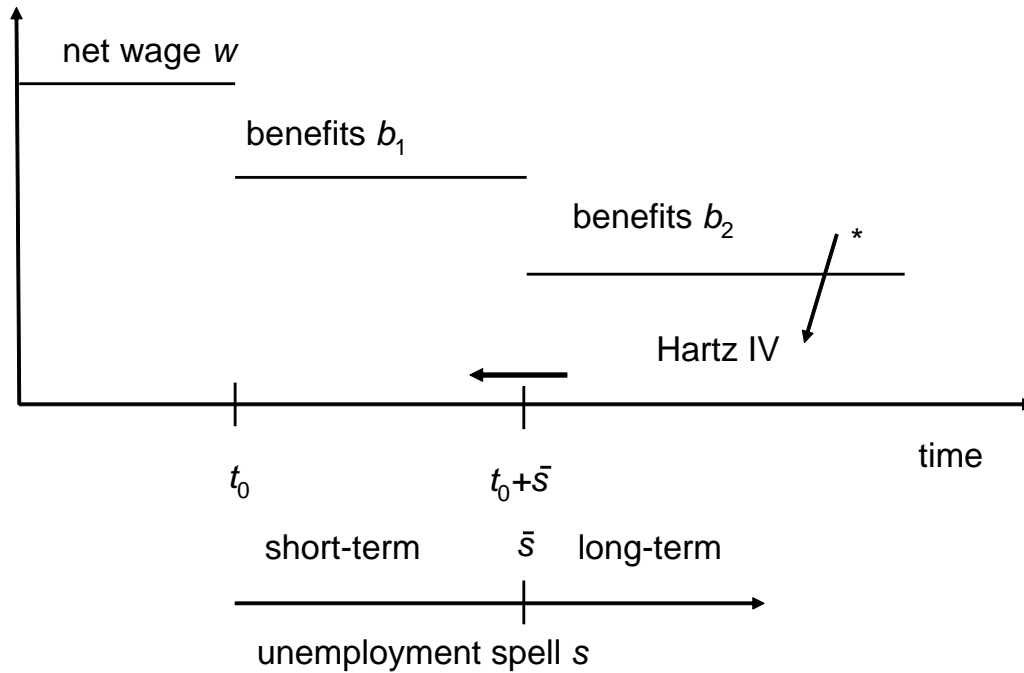 net wage w
benefits b₁
benefits b₂
*
Hartz IV
time
t₀
t₀+s̄
short-term
s̄
long-term
unemployment spell s